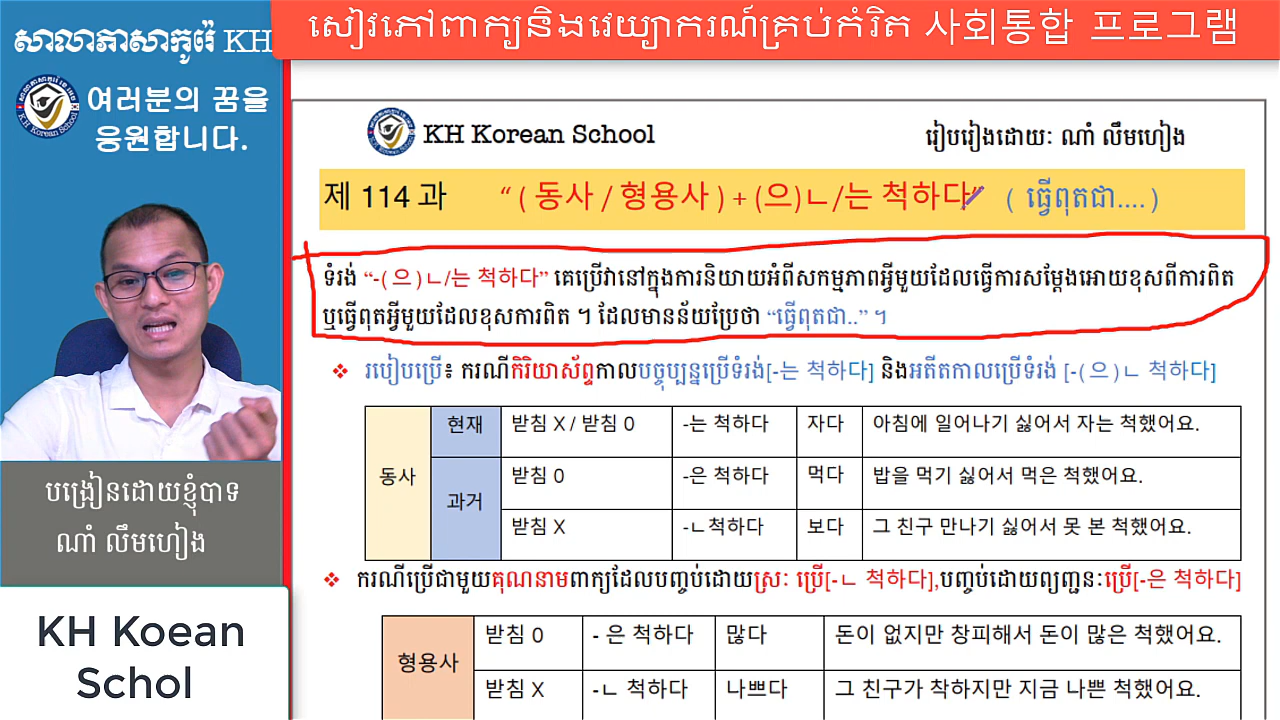 សាលាភាសាកូរ៉េ KH
여러분의 꿈을
응원합니다.
សៀវភៅពាក្យនិងវេយ្យាករណ៍គ្រប់កំរិត 사회통합 프로그램
KH Korean School
រៀបរៀងដោយ: ណាំ លឹមហៀង
제 114 과 “ ( 동사 / 형용사 ) + (으)ㄴ/는 척하다” ( ធ្វើពុតជា.... )
ទំរង់ “-( 으 ) ㄴ/는 척하다” គេប្រើវានៅក្នុងការនិយាយអំពីសកម្មភាពអ្វីមួយដែលធ្វើការសម្តែងអោយខុសពីការពិត
ឬធ្វើពុតអ្វីមួយដែលខុសការពិត ។ ដែលមានន័យប្រែថា “ធ្វើពុតជា..” ។
❖ របៀបប្រើ៖ ករណីកិរិយាស័ព្ទកាលបច្ចុប្បន្នប្រើទំរង់[-는 척하다] និងអតីតកាលប្រើទំរង់ [-( 으 ) ㄴ 척하다]
동사 현재 받침 X / 받침 0 -는 척하다 자다 아침에 일어나기 싫어서 자는 척했어요.
과거 받침 0 -은 척하다 먹다 밥을 먹기 싫어서 먹은 척했어요.
받침 X -ㄴ척하다 보다 그 친구 만나기 싫어서 못 본 척했어요.
❖ ករណីប្រើជាមួយគុណនាមពាក្យដែលបញ្ចប់ដោយស្រៈ ប្រើ[-ㄴ 척하다],បញ្ចប់ដោយព្យញ្ជនៈប្រើ[-은 척하다]
형용사 받침 0 - 은 척하다 많다 돈이 없지만 창피해서 돈이 많은 척했어요.
받침 X -ㄴ 척하다 나쁘다 그 친구가 착하지만 지금 나쁜 척했어요.
បង្រៀនដោយខ្ញុំបាទ
ណាំ លឹមហៀង
KH Koean
Schol